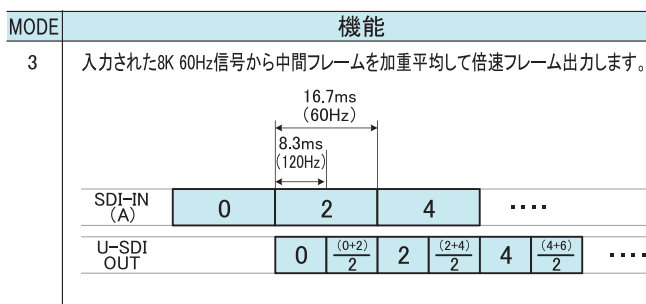 MODE 機能
3 入力された8K 60Hz信号から中間フレームを加重平均して倍速フレーム出力します。
16.7ms
(60Hz)
8.3ms
(120Hz)
SDI-IN
(A)
0 2 4 ････
U-SDI
OUT
0 (0+2)/2 2 (2+4)/2 4 (4+6)/2 ････